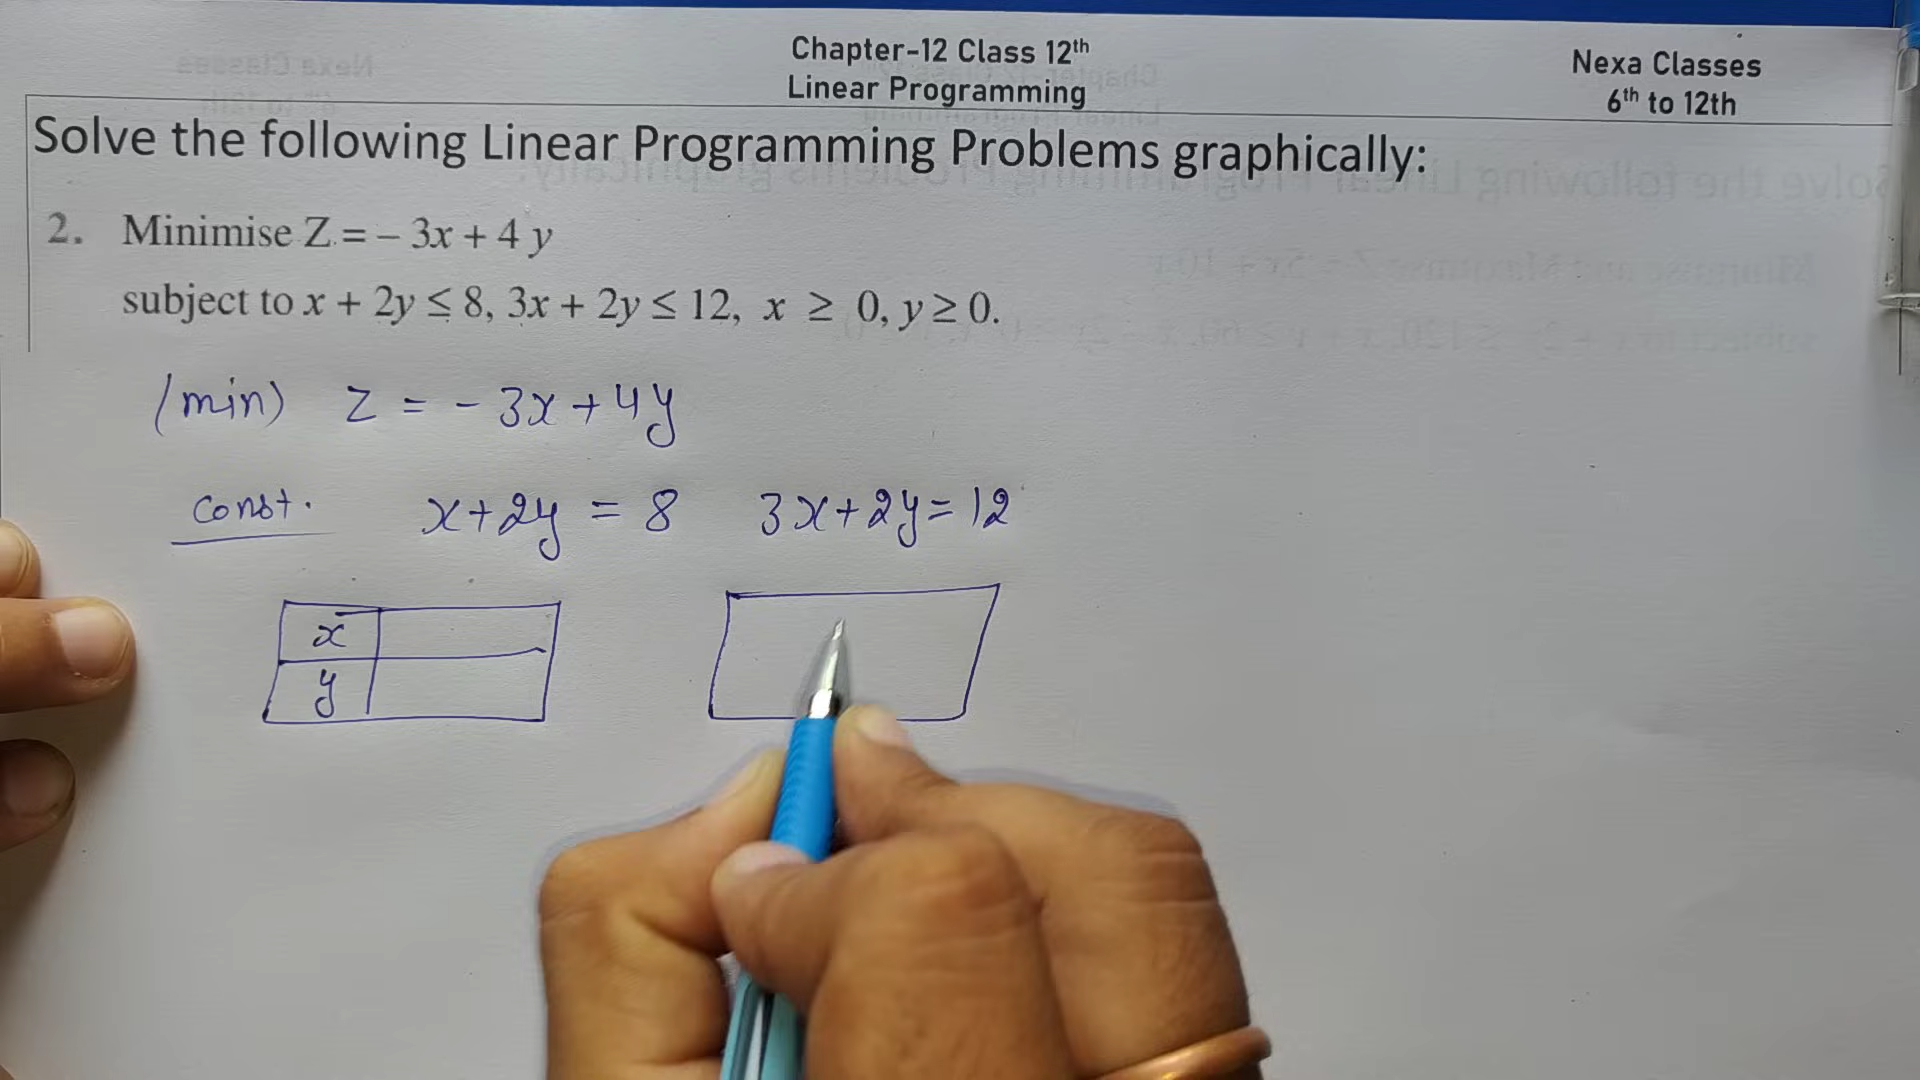 Chapter-12 Class 12th
Linear Programming
Nexa Classes
6th to 12th
Solve the following Linear Programming Problems graphically:
2. Minimise Z = – 3x + 4 y
subject to x + 2y ≤ 8, 3x + 2y ≤ 12, x ≥ 0, y ≥ 0.
(min) Z = - 3x + 4y
const. x + 2y = 8 3x + 2y = 12
x
y